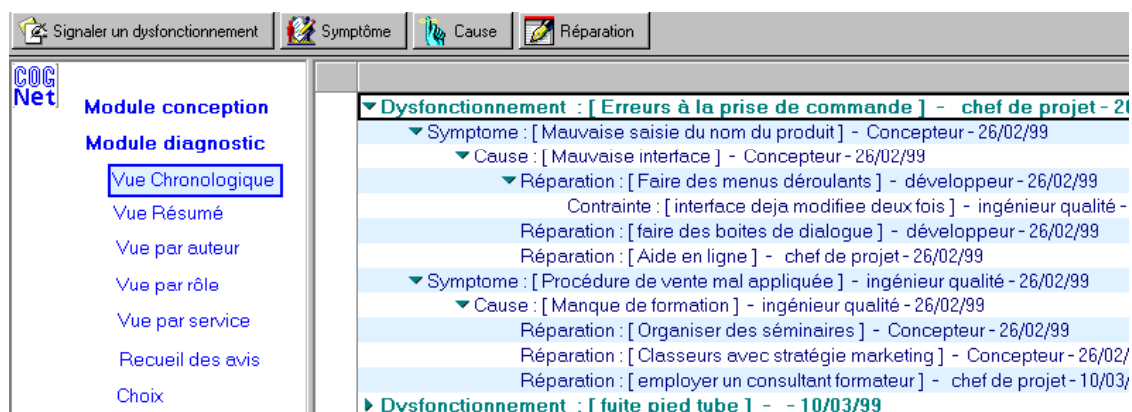 Signaler un dysfonctionnement Symptôme Cause Réparation
COG
Net
Module conception
Module diagnostic
Vue Chronologique
Vue Résumé
Vue par auteur
Vue par rôle
Vue par service
Recueil des avis
Choix
Dysfonctionnement : [ Erreurs à la prise de commande ] - chef de projet - 2
Symptome : [ Mauvaise saisie du nom du produit ] - Concepteur - 26/02/99
Cause : [ Mauvaise interface ] - Concepteur - 26/02/99
Réparation : [ Faire des menus déroulants ] - développeur - 26/02/99
Contrainte : [ interface deja modifiee deux fois ] - ingénieur qualité -
Réparation : [ faire des boites de dialogue ] - développeur - 26/02/99
Réparation : [ Aide en ligne ] - chef de projet - 26/02/99
Symptome : [ Procédure de vente mal appliquée ] - ingénieur qualité - 26/02/99
Cause : [ Manque de formation ] - ingénieur qualité - 26/02/99
Réparation : [ Organiser des séminaires ] - Concepteur - 26/02/99
Réparation : [ Classeurs avec stratégie marketing ] - Concepteur - 26/02/
Réparation : [ employer un consultant formateur ] - chef de projet - 10/03/
Dysfonctionnement : [ fuite pied tube ] - - 10/03/99